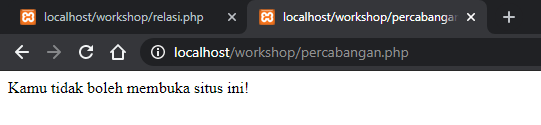 localhost/workshop/relasi.php
localhost/workshop/percabangan
localhost/workshop/percabangan.php
Kamu tidak boleh membuka situs ini!